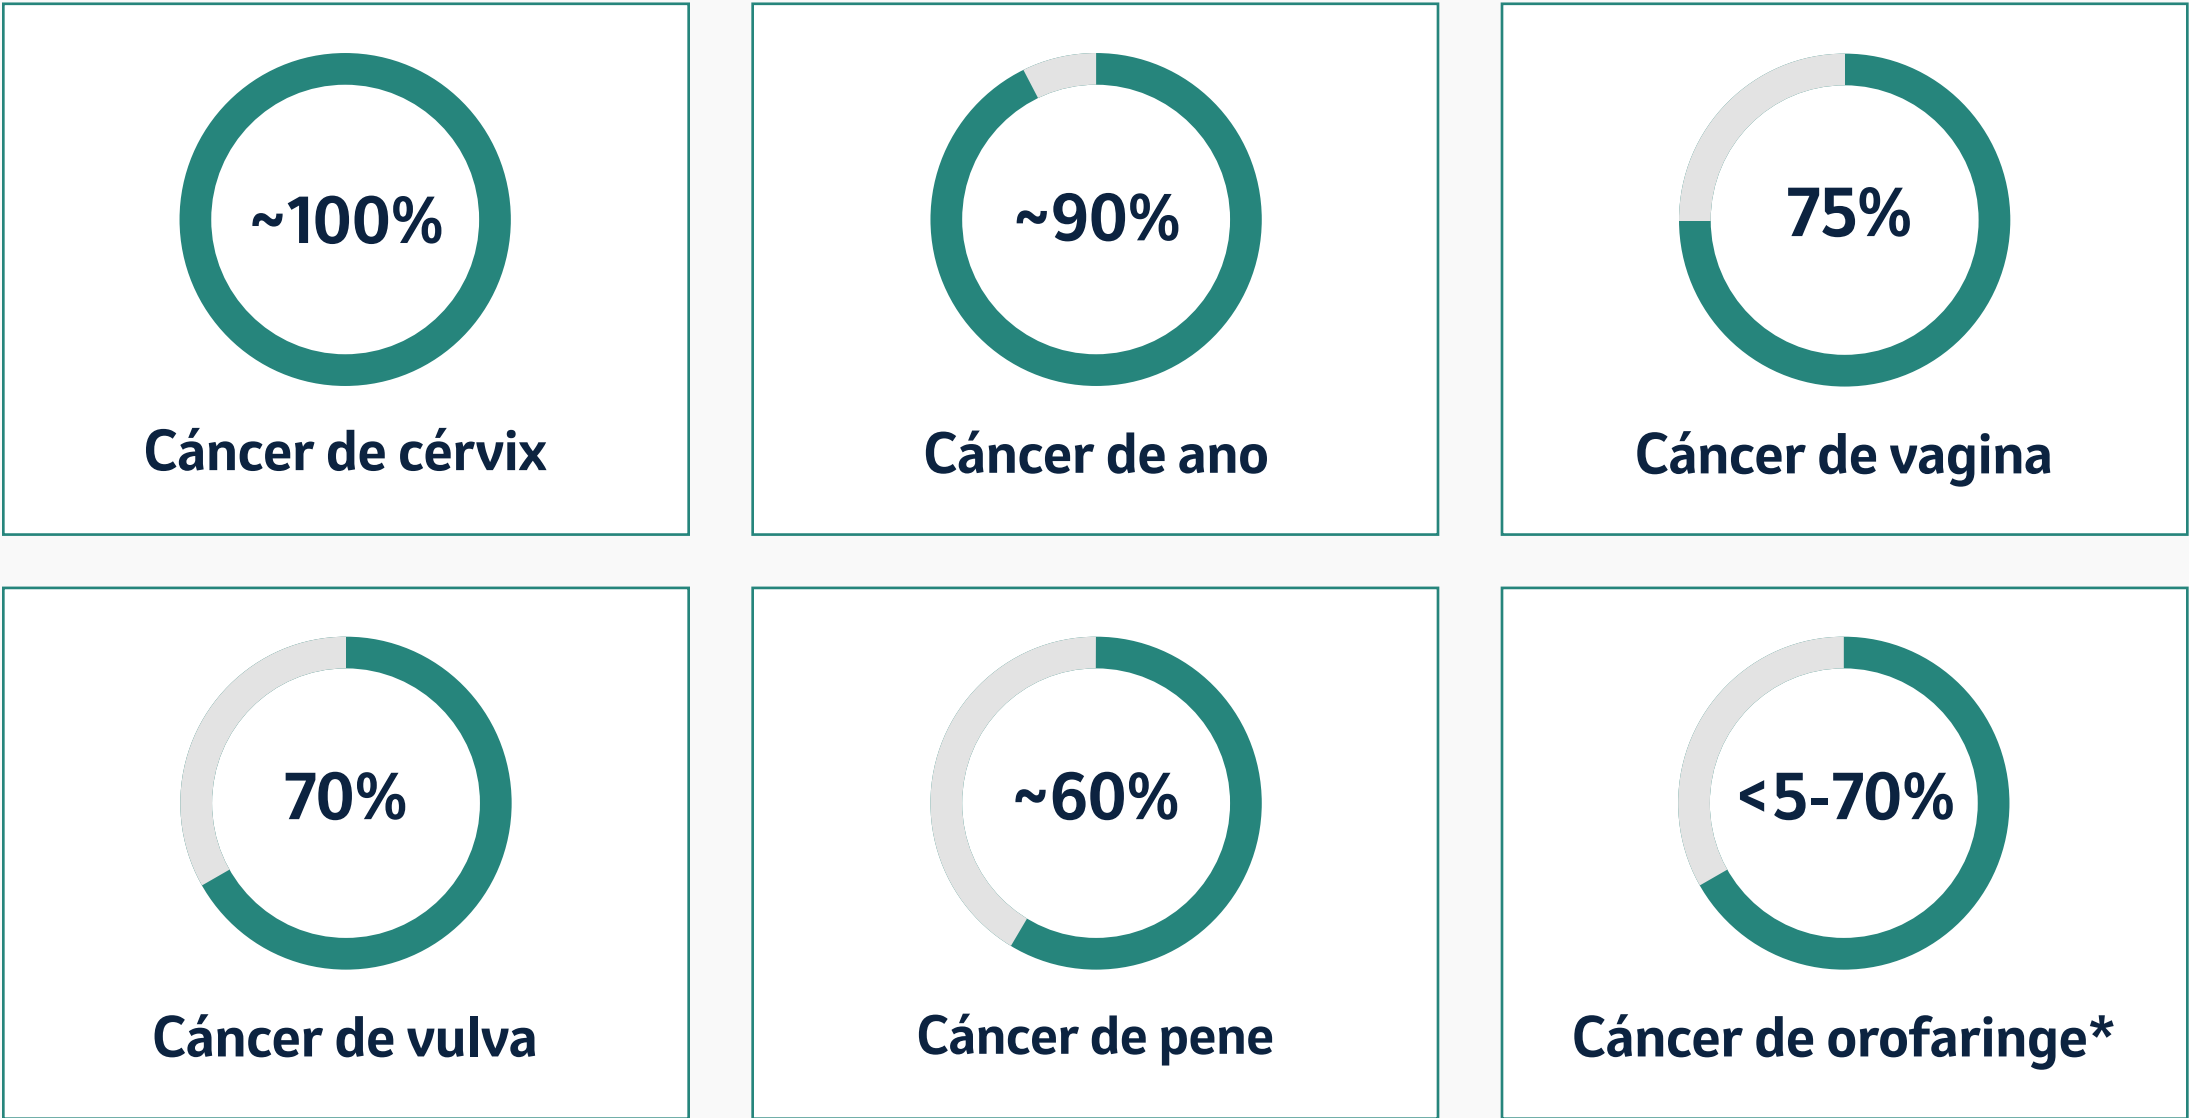 ~100%
Cáncer de cérvix
~90%
Cáncer de ano
75%
Cáncer de vagina
70%
Cáncer de vulva
~60%
Cáncer de pene
<5-70%
Cáncer de orofaringe*